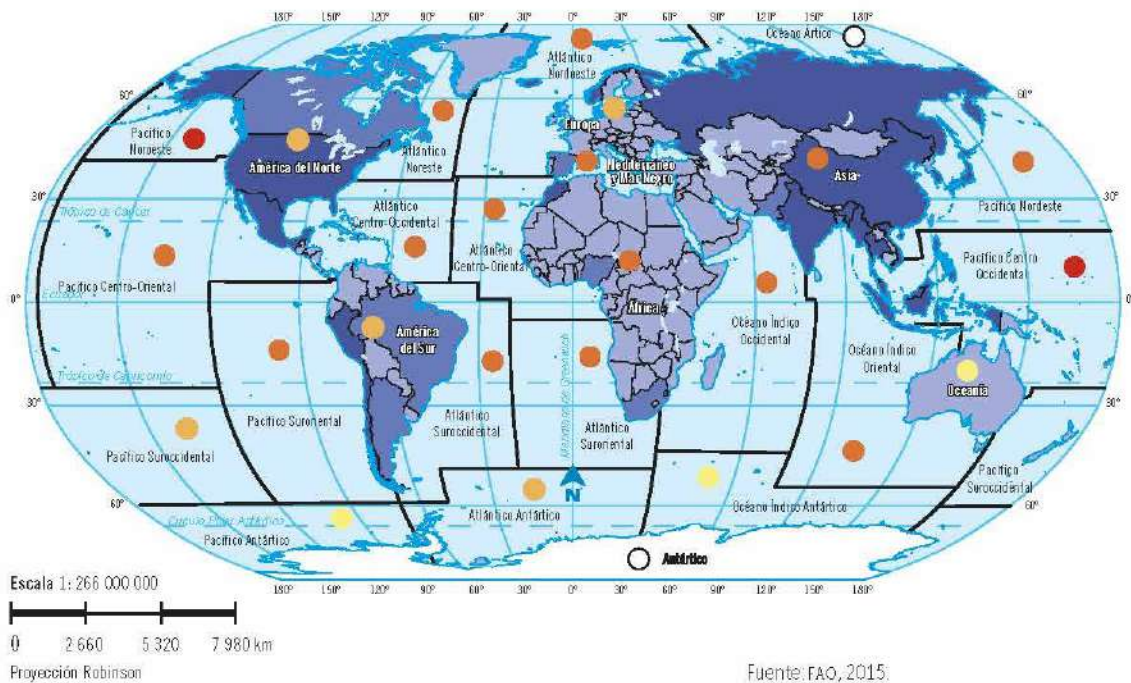 180° 150° 120° 90° 60° 30° 0° 30° 60° 90° 120° 150° 180°
Océano Ártico
Atlántico
Nordoeste
60°
60°
Pacífico
Noroeste
América del Norte
Atlántico
Noreste
Europa
Mediterráneo
y Mar Negro
Asia
30°
30°
Trópico de Cáncer
Atlántico
Centro-Occidental
Atlántico
Centro-Oriental
Pacífico Nordeste
Pacífico Centro-Oriental
Pacífico Centro
Occidental
0°
Ecuador
0°
África
América
del Sur
Océano Índico
Occidental
Océano Índico
Oriental
Meridiano de Greenwich
Trópico de Capricornio
Oceanía
30°
30°
Pacífico Suroriental
Atlántico
Suroccidental
Atlántico
Suroriental
Pacífico Suroccidental
Pacífico
Suroccidental
N
60°
60°
Círculo Polar Antártico
Pacífico Antártico
Atlántico Antártico
Océano Índico Antártico
Antártico
180° 150° 120° 90° 60° 30° 0° 30° 60° 90° 120° 150° 180°
Escala 1: 266 000 000
0 2 660 5 320 7 980 km
Proyección Robinson
Fuente: FAO, 2015